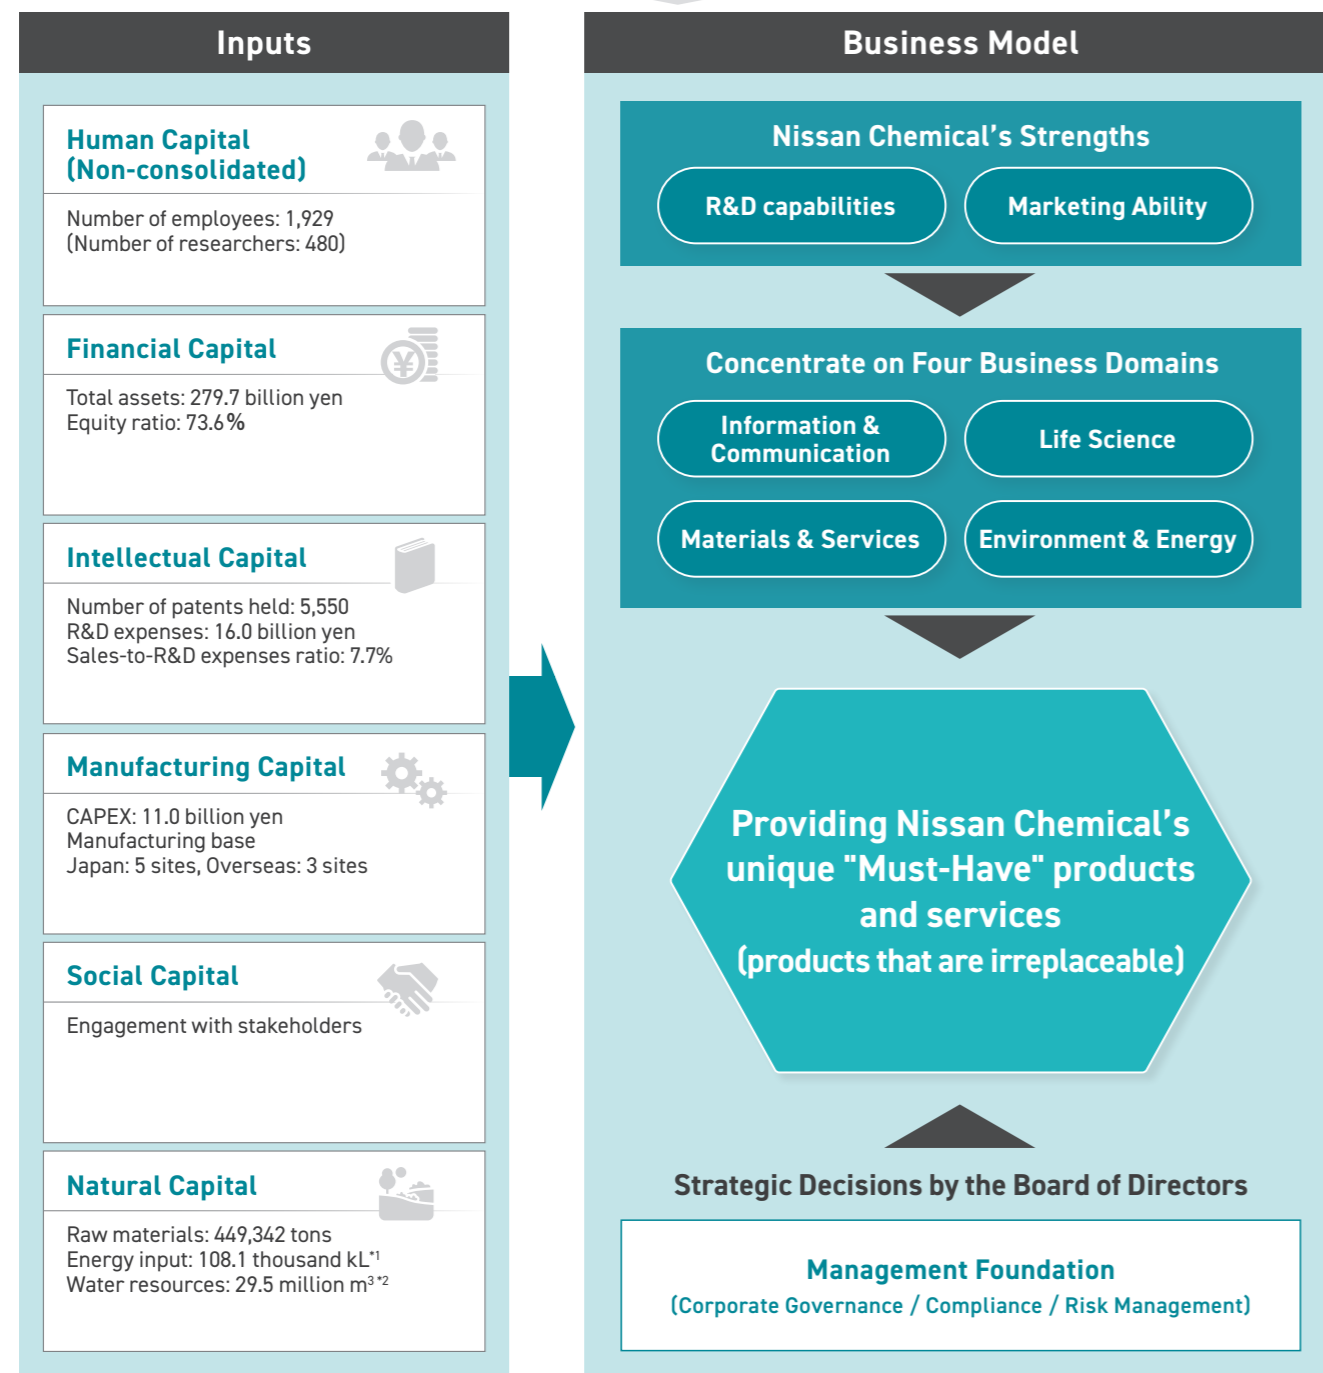 Inputs
Human Capital
(Non-consolidated)
Number of employees: 1,929
(Number of researchers: 480)
Financial Capital
¥
Total assets: 279.7 billion yen
Equity ratio: 73.6%
Intellectual Capital
Number of patents held: 5,550
R&D expenses: 16.0 billion yen
Sales-to-R&D expenses ratio: 7.7%
Manufacturing Capital
CAPEX: 11.0 billion yen
Manufacturing base
Japan: 5 sites, Overseas: 3 sites
Social Capital
Engagement with stakeholders
Natural Capital
Raw materials: 449,342 tons
Energy input: 108.1 thousand kL*1
Water resources: 29.5 million m3 *2
Business Model
Nissan Chemical's Strengths
R&D capabilities
Marketing Ability
Concentrate on Four Business Domains
Information &
Communication
Life Science
Materials & Services
Environment & Energy
Providing Nissan Chemical's
unique "Must-Have" products
and services
(products that are irreplaceable)
Strategic Decisions by the Board of Directors
Management Foundation
(Corporate Governance / Compliance / Risk Management)